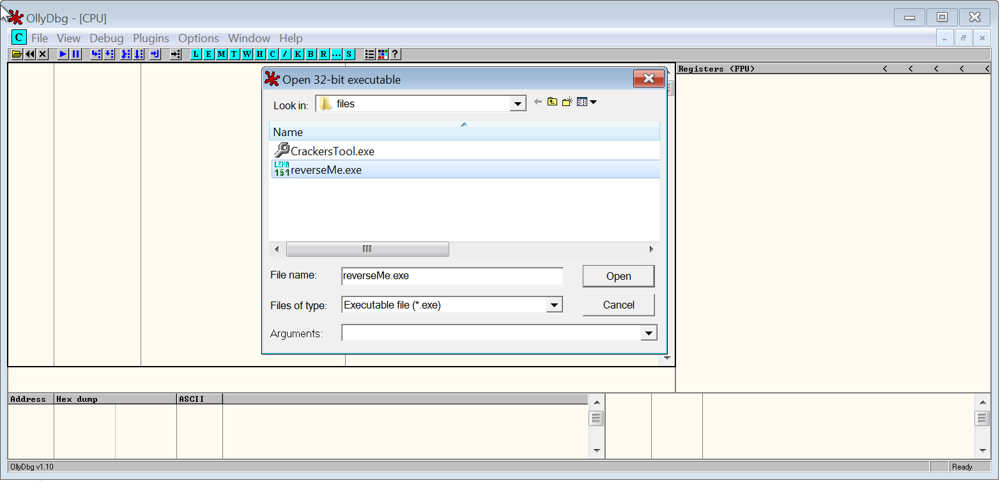 OllyDbg - [CPU]
C File View Debug Plugins Options Window Help
L E M T W H C / K B R ... S ?
Open 32-bit executable
Registers (FPU) < < < < <
Look in: files
Name
CrackersTool.exe
LENA 151 reverseMe.exe
File name: reverseMe.exe Open
Files of type: Executable file (*.exe) Cancel
Arguments:
Address Hex dump ASCII
OllyDbg v1.10 Ready